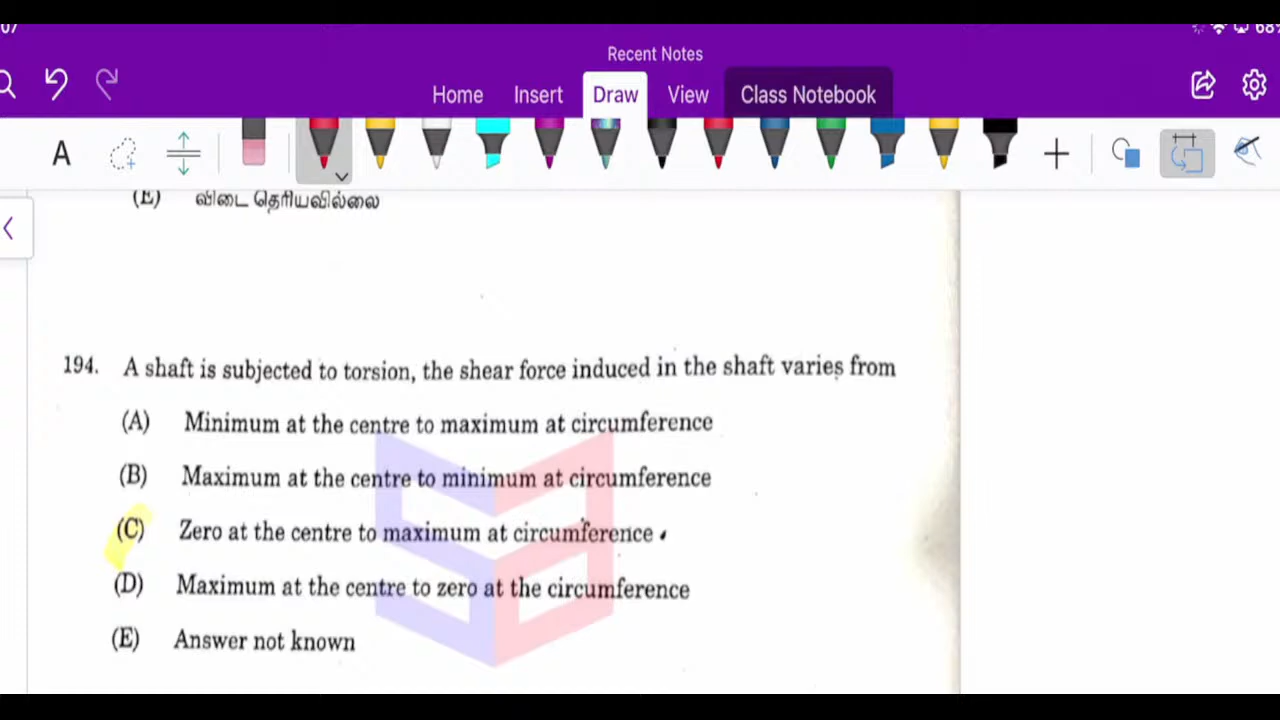 07
68%
Recent Notes
Home Insert Draw View Class Notebook
A
(E) விடை தெரியவில்லை
194. A shaft is subjected to torsion, the shear force induced in the shaft varies from
(A) Minimum at the centre to maximum at circumference
(B) Maximum at the centre to minimum at circumference
(C) Zero at the centre to maximum at circumference
(D) Maximum at the centre to zero at the circumference
(E) Answer not known